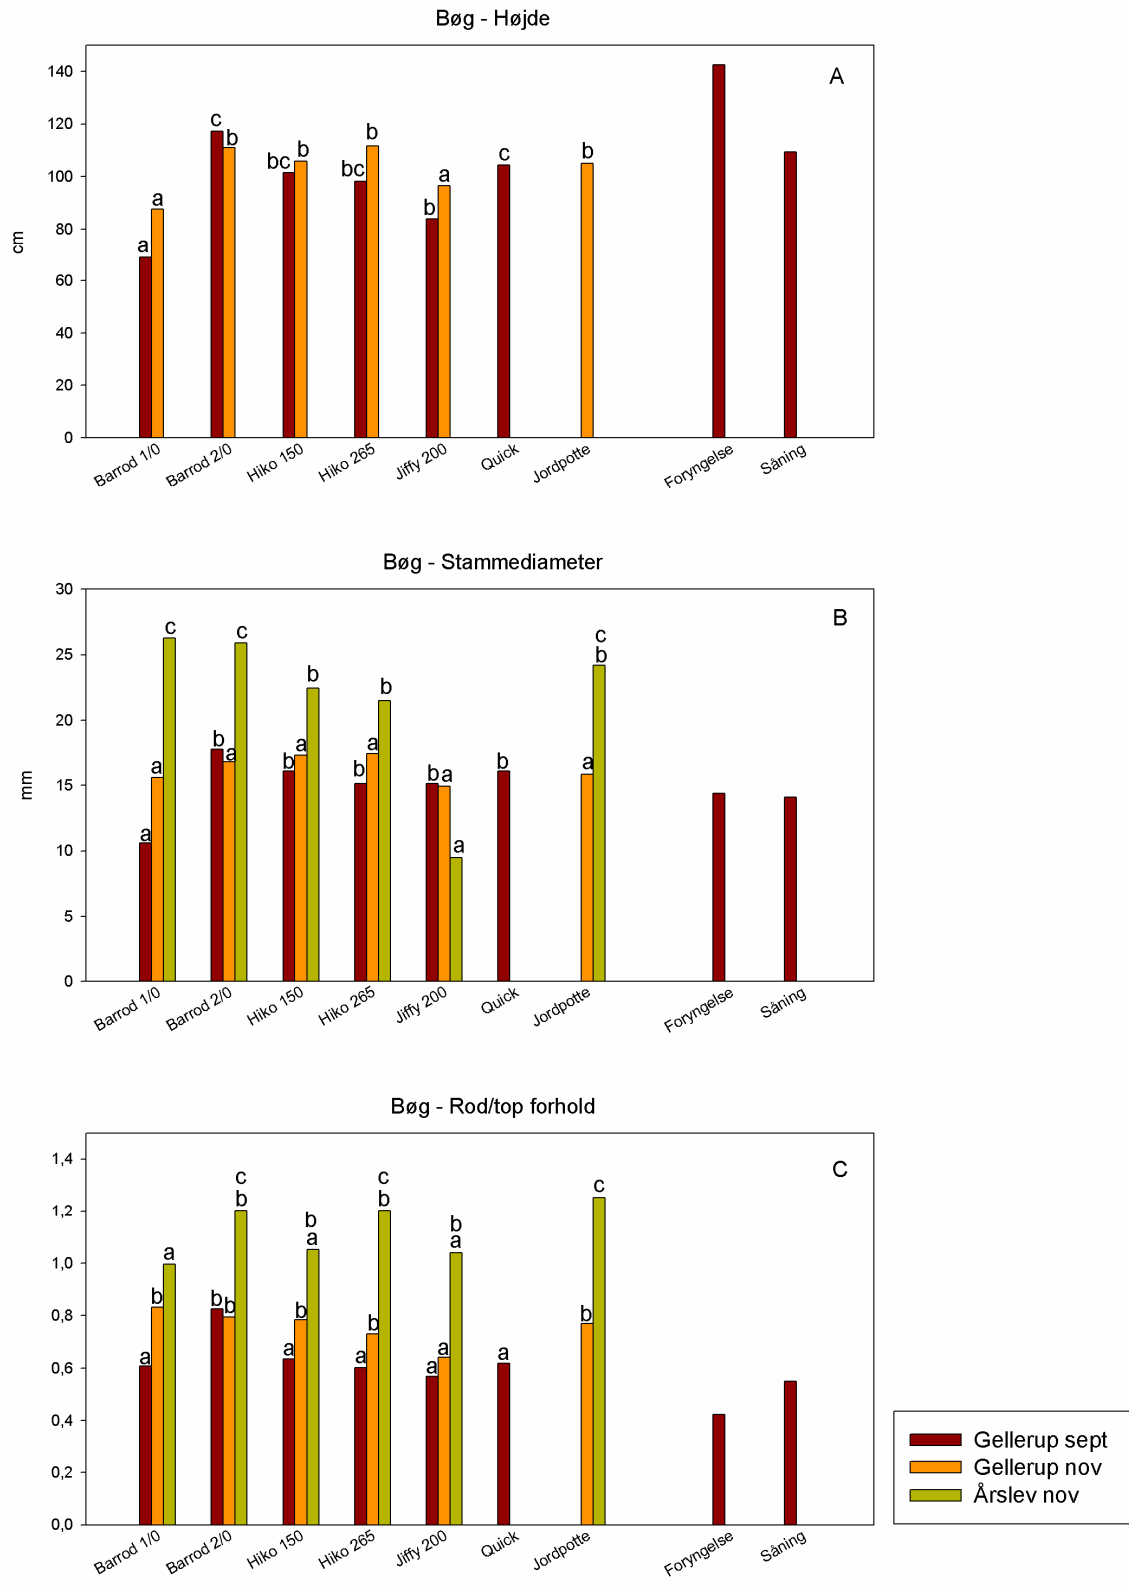 Bøg - Højde
A
140
120
100
80
60
40
20
0
cm
a a c b bc b bc b b a c b
Barrod 1/0 Barrod 2/0 Hiko 150 Hiko 265 Jiffy 200 Quick Jordpotte Foryngelse Såning
Bøg - Stammediameter
B
30
25
20
15
10
5
0
mm
a a c b a c b a b b a b b a a b a c
b
Barrod 1/0 Barrod 2/0 Hiko 150 Hiko 265 Jiffy 200 Quick Jordpotte Foryngelse Såning
Bøg - Rod/top forhold
C
1,4
1,2
1,0
0,8
0,6
0,4
0,2
0,0
c b c b c
a b b b a b a b a b a a a b
Barrod 1/0 Barrod 2/0 Hiko 150 Hiko 265 Jiffy 200 Quick Jordpotte Foryngelse Såning
Gellerup sept
Gellerup nov
Årslev nov